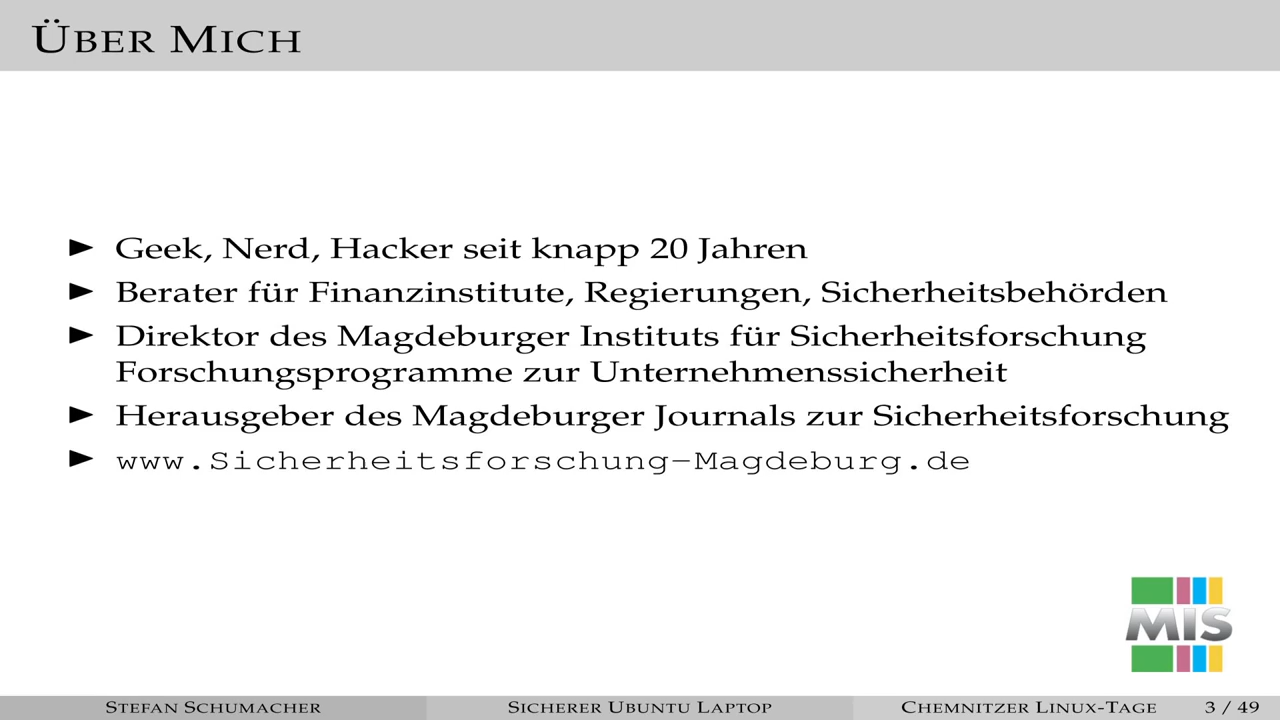 Über Mich
Geek, Nerd, Hacker seit knapp 20 Jahren
Berater für Finanzinstitute, Regierungen, Sicherheitsbehörden
Direktor des Magdeburger Instituts für Sicherheitsforschung
Forschungsprogramme zur Unternehmenssicherheit
Herausgeber des Magdeburger Journals zur Sicherheitsforschung
www.Sicherheitsforschung-Magdeburg.de
MIS
Stefan Schumacher
Sicherer Ubuntu Laptop
Chemnitzer Linux-Tage
3 / 49